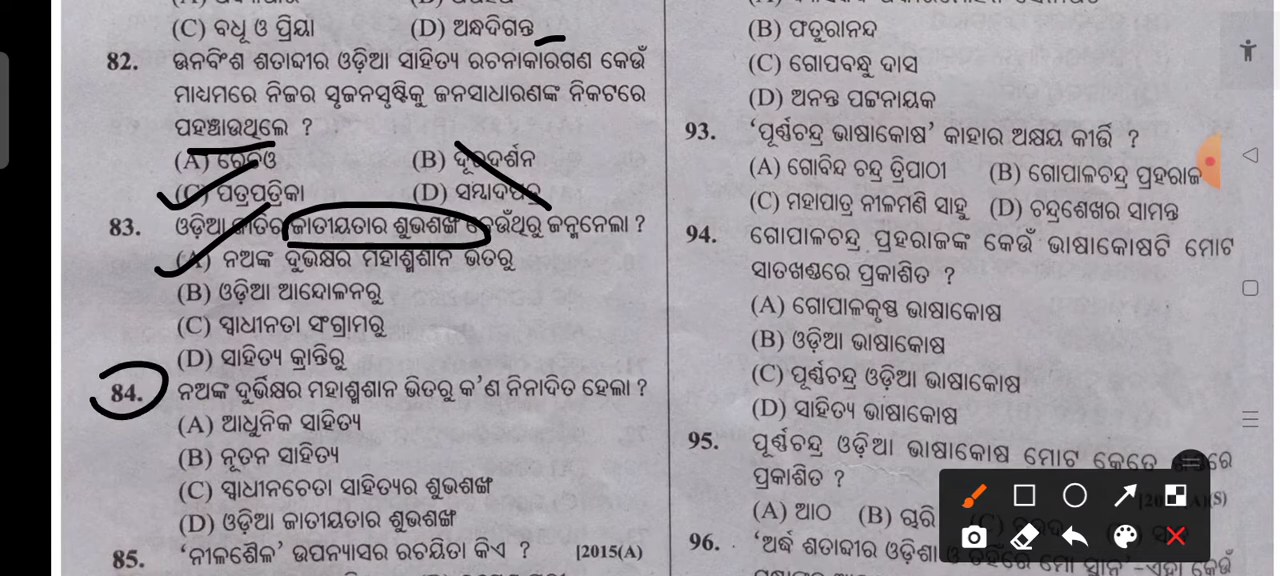 (C) ବଧୂ ଓ ପ୍ରିୟା (D) ଅନ୍ଧଦିଗନ୍ତ
82. ଊନବିଂଶ ଶତାବ୍ଦୀର ଓଡ଼ିଆ ସାହିତ୍ୟ ରଚନାକାରଗଣ କେଉଁ
ମାଧ୍ୟମରେ ନିଜର ସୃଜନସୃଷ୍ଟିକୁ ଜନସାଧାରଣଙ୍କ ନିକଟରେ
ପହଞ୍ଚାଉଥିଲେ ?
(A) ରେଡିଓ (B) ଦୂରଦର୍ଶନ
(C) ପତ୍ରପତ୍ରିକା (D) ସମ୍ବାଦପତ୍ର
83. ଓଡ଼ିଆ ଜାତିର ଜାତୀୟତାର ଶୁଭଶଙ୍ଖ କେଉଁଥିରୁ ଜନ୍ମନେଲା ?
(A) ନଅଙ୍କ ଦୁର୍ଭିକ୍ଷର ମହାଶ୍ମଶାନ ଭିତରୁ
(B) ଓଡ଼ିଆ ଆନ୍ଦୋଳନରୁ
(C) ସ୍ୱାଧୀନତା ସଂଗ୍ରାମରୁ
(D) ସାହିତ୍ୟ କ୍ରାନ୍ତିରୁ
84. ନଅଙ୍କ ଦୁର୍ଭିକ୍ଷର ମହାଶ୍ମଶାନ ଭିତରୁ କ'ଣ ନିନାଦିତ ହେଲା ?
(A) ଆଧୁନିକ ସାହିତ୍ୟ
(B) ନୂତନ ସାହିତ୍ୟ
(C) ସ୍ୱାଧୀନଚେତା ସାହିତ୍ୟର ଶୁଭଶଙ୍ଖ
(D) ଓଡ଼ିଆ ଜାତୀୟତାର ଶୁଭଶଙ୍ଖ
85. 'ନୀଳଶୈଳ' ଉପନ୍ୟାସର ରଚୟିତା କିଏ ? [2015(A)
(B) ଫତୁରାନନ୍ଦ
(C) ଗୋପବନ୍ଧୁ ଦାସ
(D) ଅନନ୍ତ ପଟ୍ଟନାୟକ
93. 'ପୂର୍ଣ୍ଣଚନ୍ଦ୍ର ଭାଷାକୋଷ' କାହାର ଅକ୍ଷୟ କୀର୍ତ୍ତି ?
(A) ଗୋବିନ୍ଦ ଚନ୍ଦ୍ର ତ୍ରିପାଠୀ (B) ଗୋପାଳଚନ୍ଦ୍ର ପ୍ରହରାଜ
(C) ମହାପାତ୍ର ନୀଳମଣି ସାହୁ (D) ଚନ୍ଦ୍ରଶେଖର ସାମନ୍ତ
94. ଗୋପାଳଚନ୍ଦ୍ର ପ୍ରହରାଜଙ୍କ କେଉଁ ଭାଷାକୋଷଟି ମୋଟ
ସାତଖଣ୍ଡରେ ପ୍ରକାଶିତ ?
(A) ଗୋପାଳକୃଷ୍ଣ ଭାଷାକୋଷ
(B) ଓଡ଼ିଆ ଭାଷାକୋଷ
(C) ପୂର୍ଣ୍ଣଚନ୍ଦ୍ର ଓଡ଼ିଆ ଭାଷାକୋଷ
(D) ସାହିତ୍ୟ ଭାଷାକୋଷ
95. ପୂର୍ଣ୍ଣଚନ୍ଦ୍ର ଓଡ଼ିଆ ଭାଷାକୋଷ ମୋଟ କେତେ
ପ୍ରକାଶିତ ?
(A) ଆଠ (B) ଚାରି
96. 'ଅର୍ଦ୍ଧ ଶତାବ୍ଦୀର ଓଡ଼ିଶା ଓ ତହିଁରେ ମୋ ସ୍ଥାନ' –ଏହା କେଉଁ